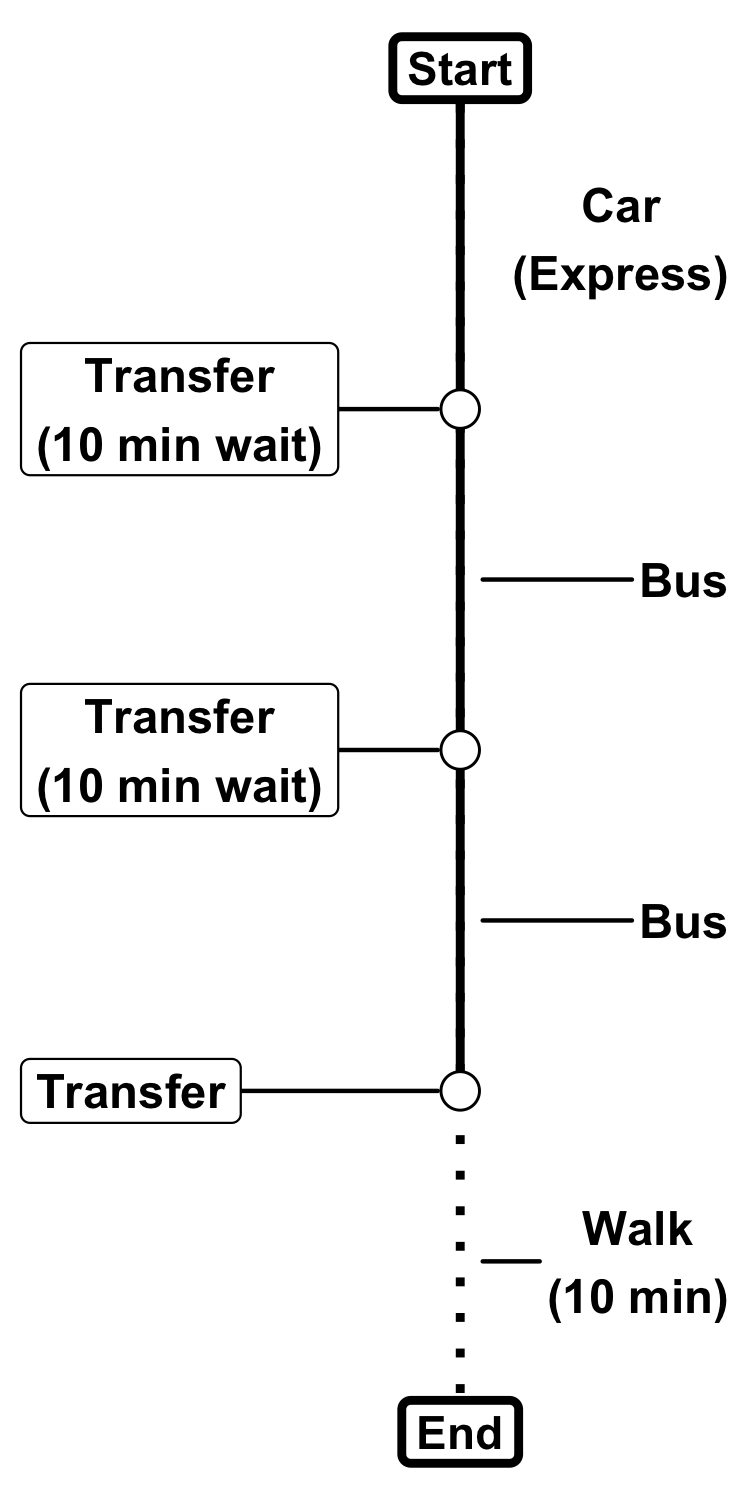 Start
Car
(Express)
Transfer
(10 min wait)
Bus
Transfer
(10 min wait)
Bus
Transfer
Walk
(10 min)
End